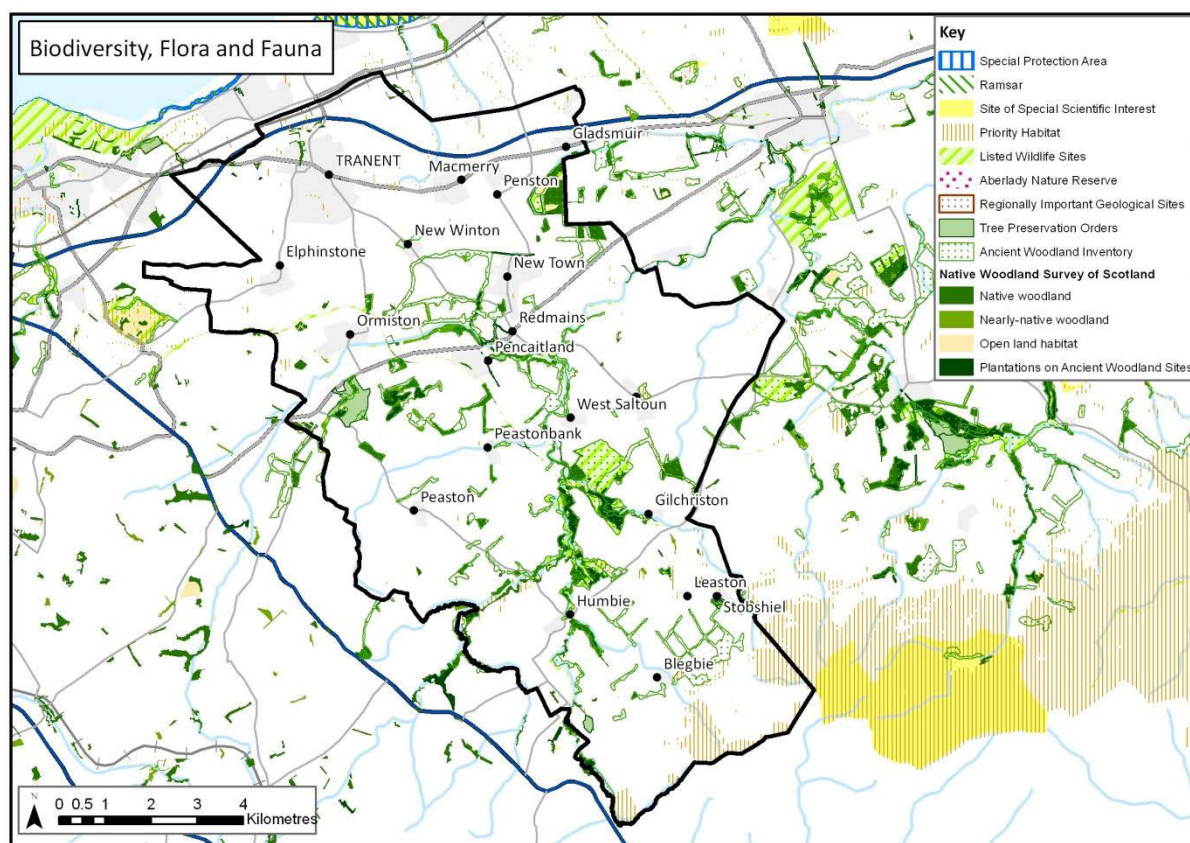 Biodiversity, Flora and Fauna
Key
Special Protection Area
Ramsar
Site of Special Scientific Interest
Priority Habitat
Listed Wildlife Sites
Aberlady Nature Reserve
Regionally Important Geological Sites
Tree Preservation Orders
Ancient Woodland Inventory
Native Woodland Survey of Scotland
Native woodland
Nearly-native woodland
Open land habitat
Plantations on Ancient Woodland Sites
Gladsmuir
TRANENT
Macmerry
Penston
New Winton
Elphinstone
New Town
Ormiston
Redmains
Pencaitland
West Saltoun
Peastonbank
Peaston
Gilchriston
Leaston
Stobshiel
Humbie
Blegbie
N
0 0.5 1 2 3 4
Kilometres